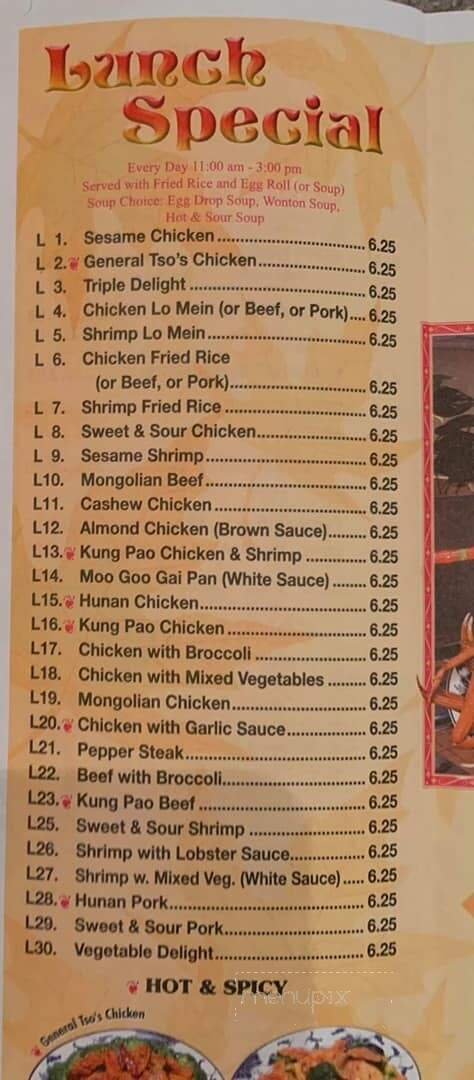 Lunch
Special
Every Day 11:00 am - 3:00 pm
Served with Fried Rice and Egg Roll (or Soup)
Soup Choice: Egg Drop Soup, Wonton Soup,
Hot & Sour Soup
L 1. Sesame Chicken .................................... 6.25
L 2. General Tso's Chicken.......................... 6.25
L 3. Triple Delight ........................................... 6.25
L 4. Chicken Lo Mein (or Beef, or Pork).... 6.25
L 5. Shrimp Lo Mein....................................... 6.25
L 6. Chicken Fried Rice
(or Beef, or Pork)................................. 6.25
L 7. Shrimp Fried Rice ................................... 6.25
L 8. Sweet & Sour Chicken........................... 6.25
L 9. Sesame Shrimp........................................ 6.25
L10. Mongolian Beef........................................ 6.25
L11. Cashew Chicken ..................................... 6.25
L12. Almond Chicken (Brown Sauce)......... 6.25
L13. Kung Pao Chicken & Shrimp ............... 6.25
L14. Moo Goo Gai Pan (White Sauce) ........ 6.25
L15. Hunan Chicken......................................... 6.25
L16. Kung Pao Chicken .................................. 6.25
L17. Chicken with Broccoli ........................... 6.25
L18. Chicken with Mixed Vegetables ......... 6.25
L19. Mongolian Chicken................................. 6.25
L20. Chicken with Garlic Sauce.................... 6.25
L21. Pepper Steak............................................ 6.25
L22. Beef with Broccoli................................... 6.25
L23. Kung Pao Beef ........................................ 6.25
L25. Sweet & Sour Shrimp ............................ 6.25
L26. Shrimp with Lobster Sauce.................. 6.25
L27. Shrimp w. Mixed Veg. (White Sauce) ..... 6.25
L28. Hunan Pork............................................... 6.25
L29. Sweet & Sour Pork.................................. 6.25
L30. Vegetable Delight.................................... 6.25
HOT & SPICY
menupix
General Tso's Chicken